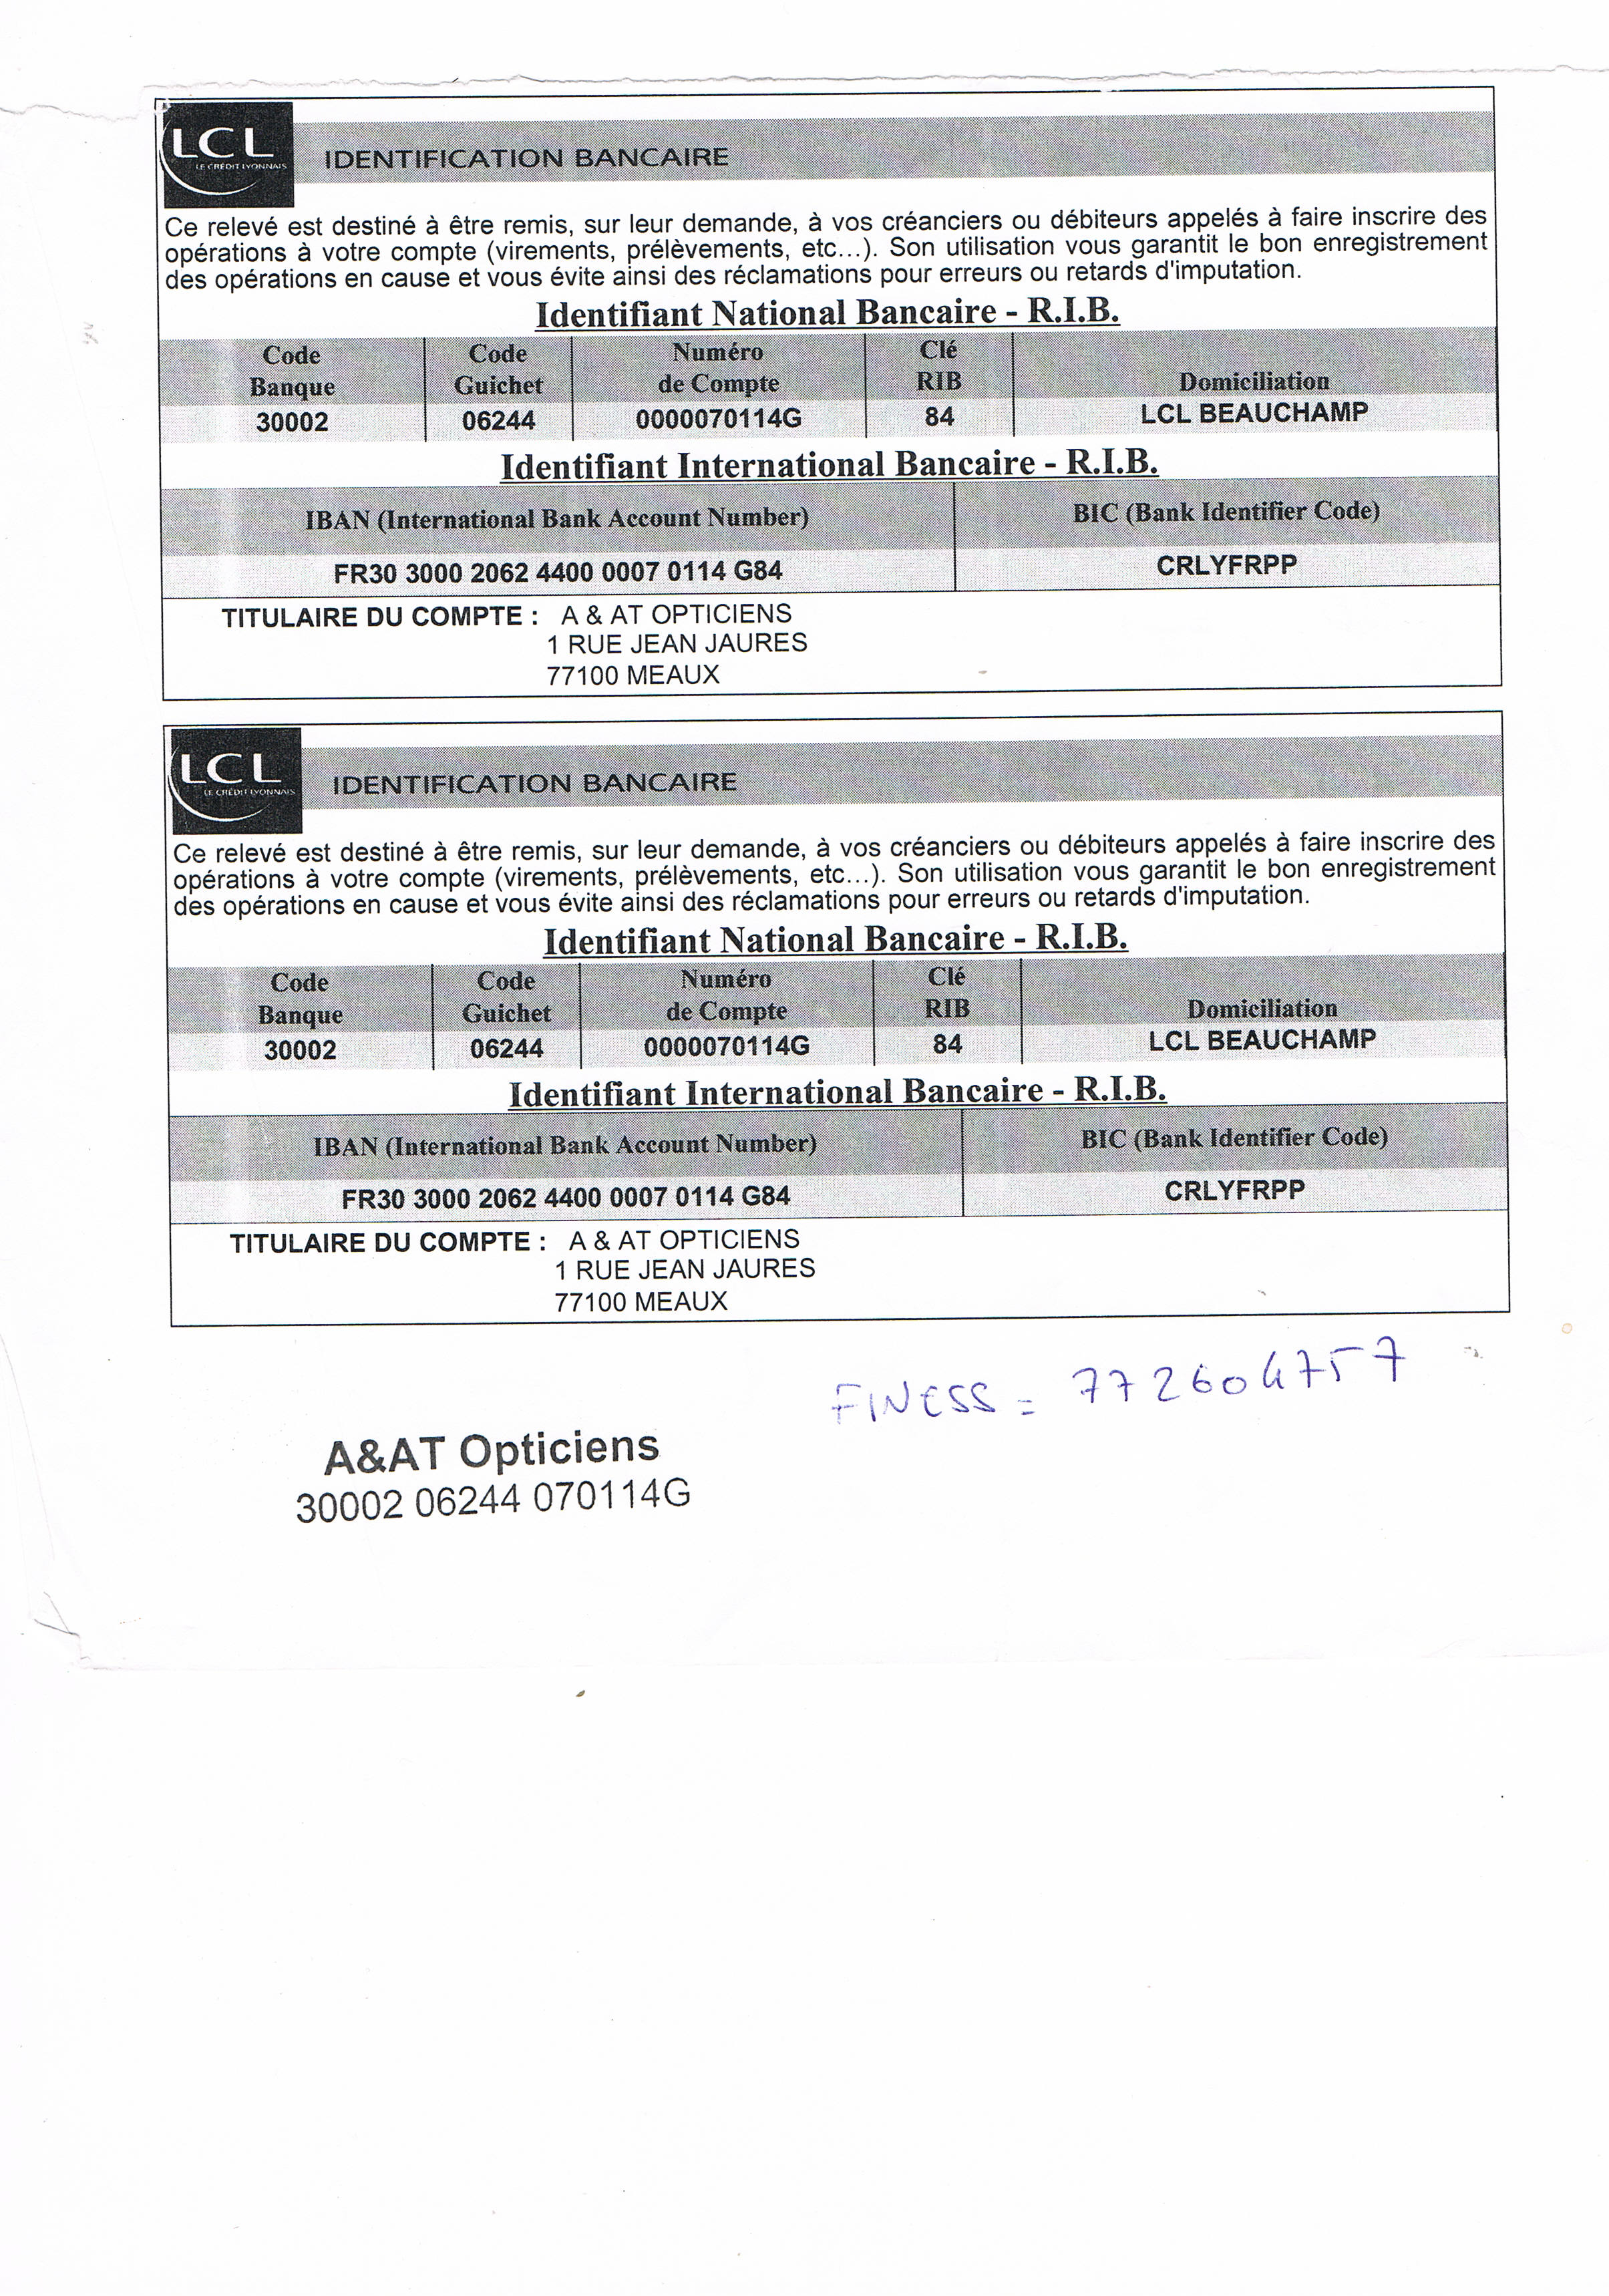 LCL
LE CRÉDIT LYONNAIS
IDENTIFICATION BANCAIRE
Ce relevé est destiné à être remis, sur leur demande, à vos créanciers ou débiteurs appelés à faire inscrire des
opérations à votre compte (virements, prélèvements, etc...). Son utilisation vous garantit le bon enregistrement
des opérations en cause et vous évite ainsi des réclamations pour erreurs ou retards d'imputation.
Identifiant National Bancaire - R.I.B.
Code Code Numéro Clé
Banque Guichet de Compte RIB Domiciliation
30002 06244 0000070114G 84 LCL BEAUCHAMP
Identifiant International Bancaire - R.I.B.
IBAN (International Bank Account Number) BIC (Bank Identifier Code)
FR30 3000 2062 4400 0007 0114 G84 CRLYFRPP
TITULAIRE DU COMPTE : A & AT OPTICIENS
1 RUE JEAN JAURES
77100 MEAUX
LCL
LE CRÉDIT LYONNAIS
IDENTIFICATION BANCAIRE
Ce relevé est destiné à être remis, sur leur demande, à vos créanciers ou débiteurs appelés à faire inscrire des
opérations à votre compte (virements, prélèvements, etc...). Son utilisation vous garantit le bon enregistrement
des opérations en cause et vous évite ainsi des réclamations pour erreurs ou retards d'imputation.
Identifiant National Bancaire - R.I.B.
Code Code Numéro Clé
Banque Guichet de Compte RIB Domiciliation
30002 06244 0000070114G 84 LCL BEAUCHAMP
Identifiant International Bancaire - R.I.B.
IBAN (International Bank Account Number) BIC (Bank Identifier Code)
FR30 3000 2062 4400 0007 0114 G84 CRLYFRPP
TITULAIRE DU COMPTE : A & AT OPTICIENS
1 RUE JEAN JAURES
77100 MEAUX
FINESS = 772604757
A&AT Opticiens
30002 06244 070114G